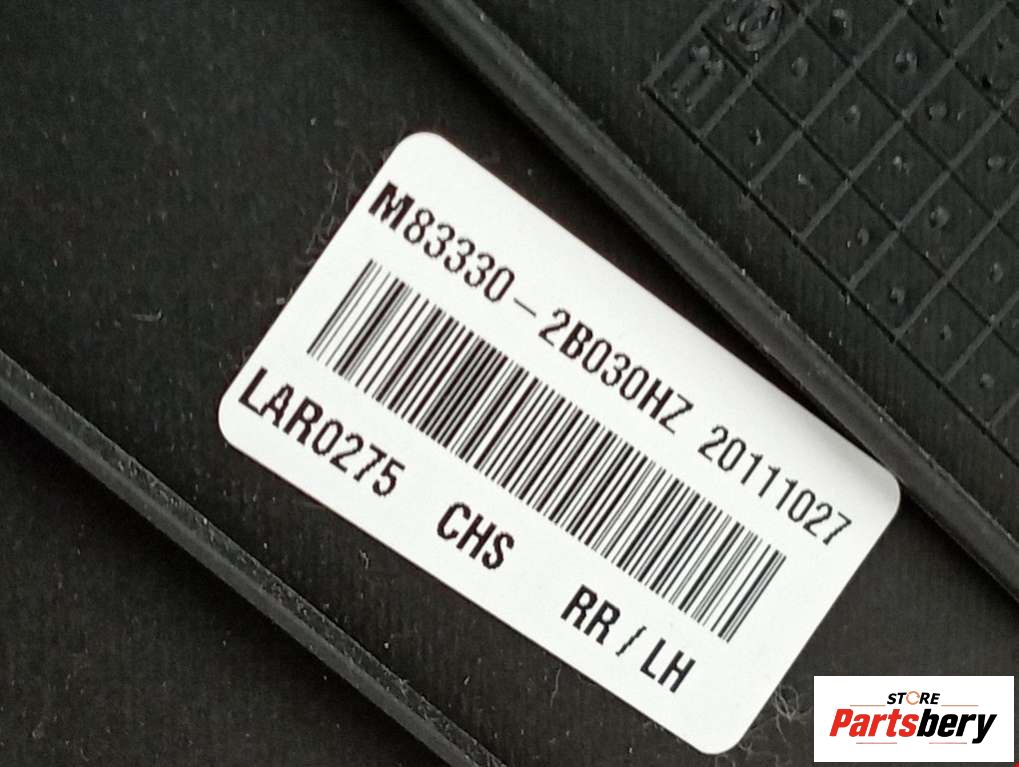 M83330-2B030HZ 20111027
LAR0275 CHS RR/LH
STORE
Partsbery